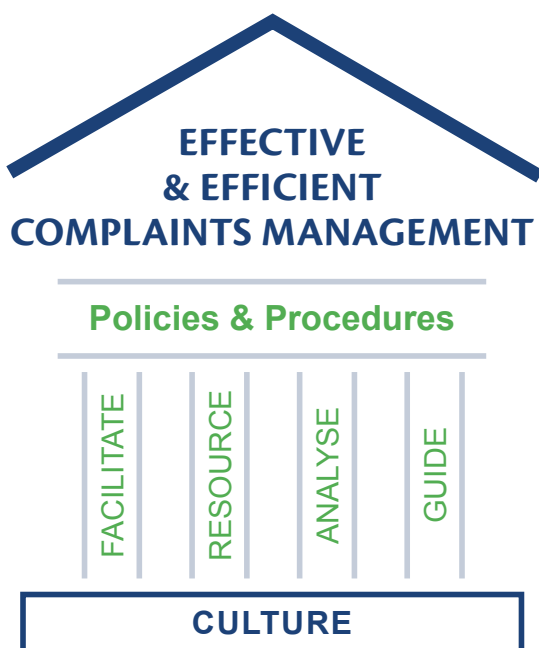 EFFECTIVE
& EFFICIENT
COMPLAINTS MANAGEMENT
Policies & Procedures
FACILITATE
RESOURCE
ANALYSE
GUIDE
CULTURE